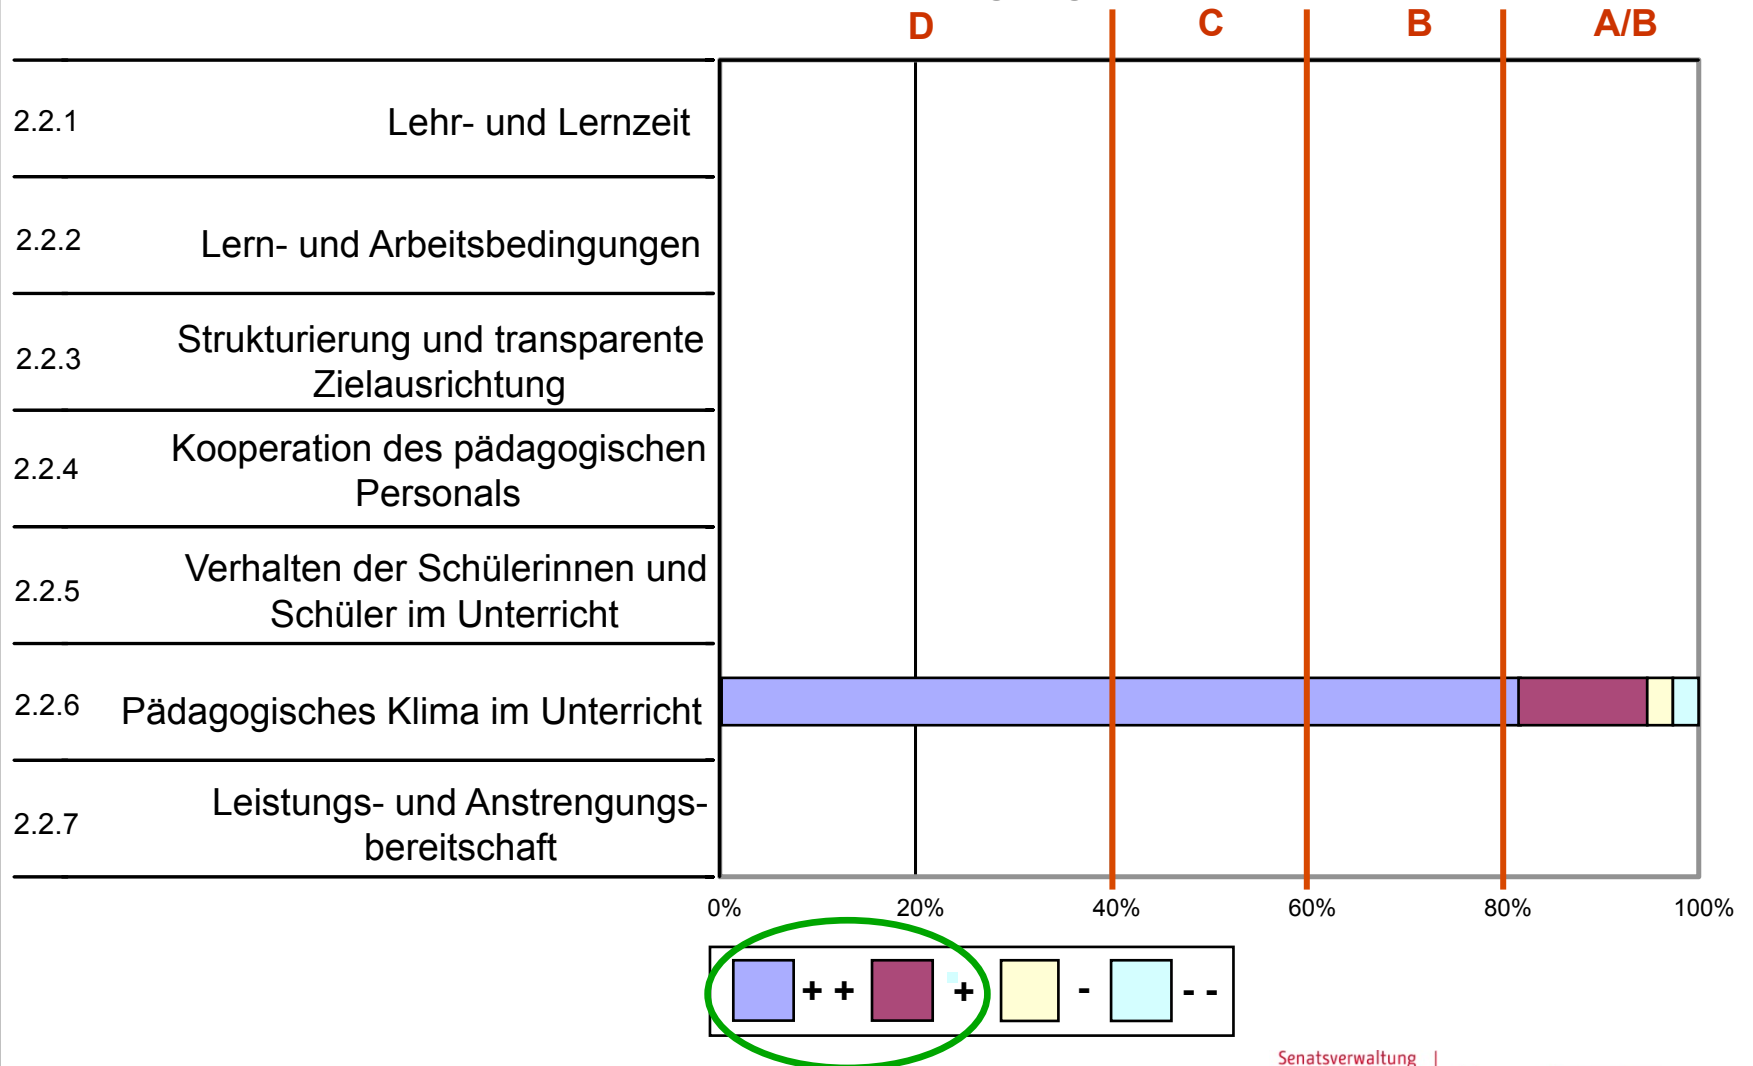 D C B A/B
2.2.1 Lehr- und Lernzeit
2.2.2 Lern- und Arbeitsbedingungen
2.2.3 Strukturierung und transparente
Zielausrichtung
2.2.4 Kooperation des pädagogischen
Personals
2.2.5 Verhalten der Schülerinnen und
Schüler im Unterricht
2.2.6 Pädagogisches Klima im Unterricht
2.2.7 Leistungs- und Anstrengungs-
bereitschaft
0% 20% 40% 60% 80% 100%
+ + + - - -
Senatsverwaltung |